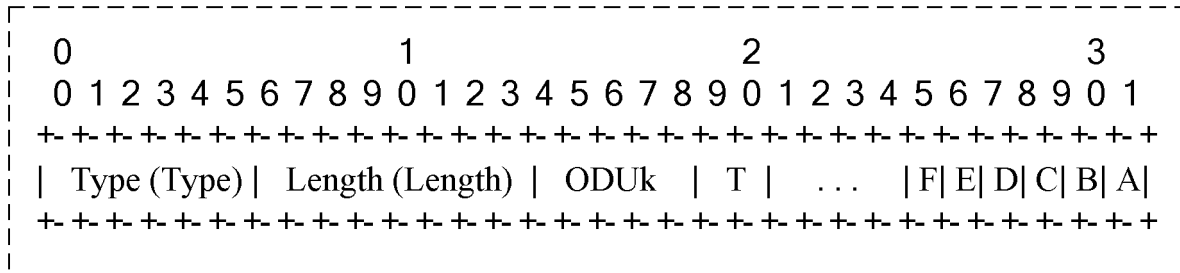 0 1 2 3
0 1 2 3 4 5 6 7 8 9 0 1 2 3 4 5 6 7 8 9 0 1 2 3 4 5 6 7 8 9 0 1
+- +- +- +- +- +- +- +- +- +- +- +- +- +- +- +- +- +- +- +- +- +- +- +- +- +- +- +- +- +- +- +- +
| Type (Type) | Length (Length) | ODUk | T | . . . |F| E| D| C| B| A|
+- +- +- +- +- +- +- +- +- +- +- +- +- +- +- +- +- +- +- +- +- +- +- +- +- +- +- +- +- +- +- +- +